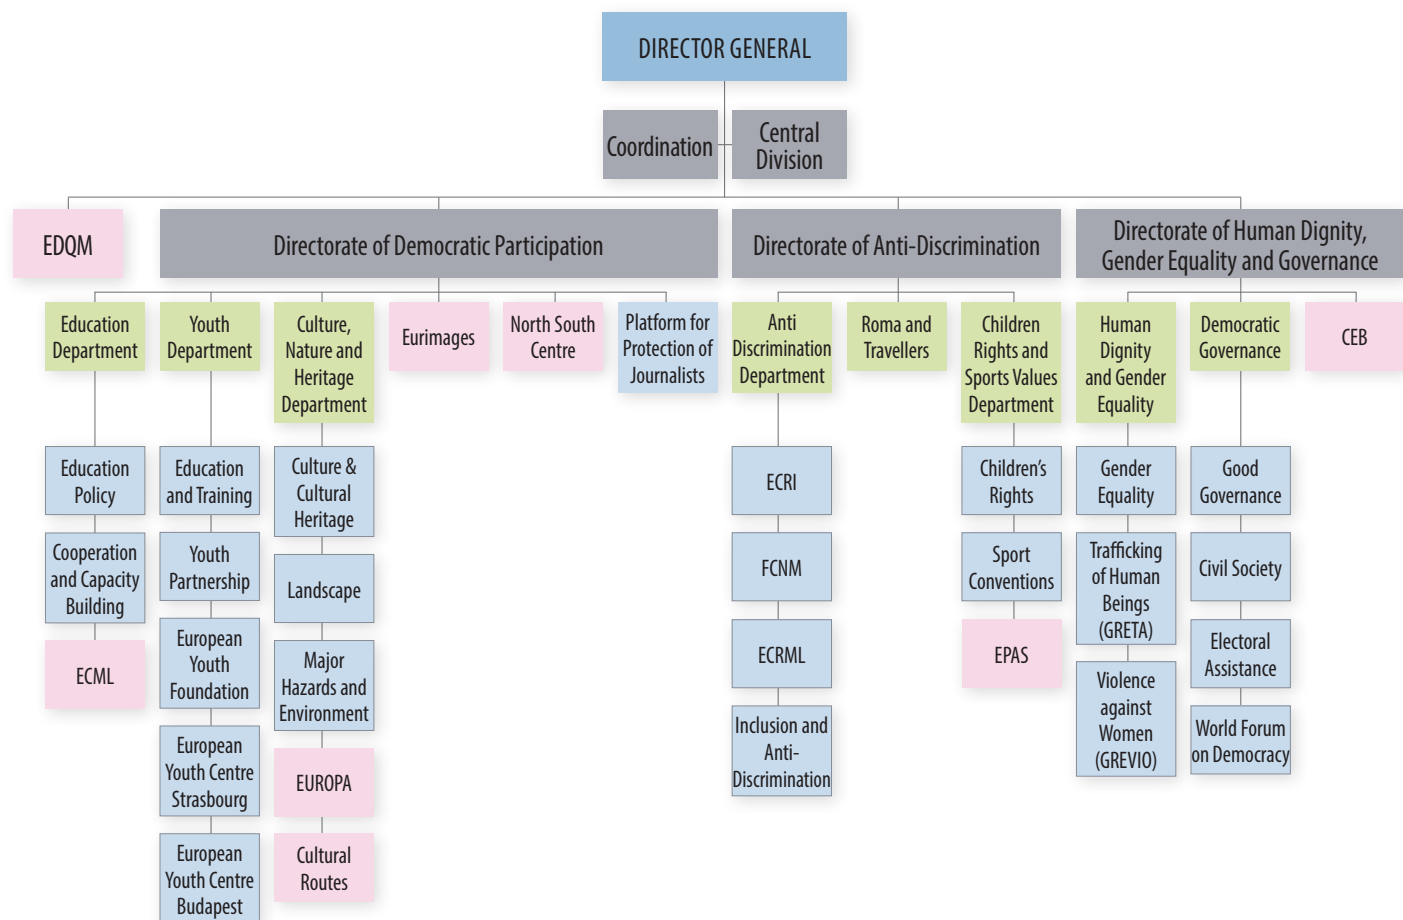 DIRECTOR GENERAL
Coordination
Central
Division
EDQM
Directorate of Democratic Participation
Directorate of Anti-Discrimination
Directorate of Human Dignity,
Gender Equality and Governance
Education
Department
Youth
Department
Culture,
Nature and
Heritage
Department
Eurimages
North South
Centre
Platform for
Protection of
Journalists
Anti
Discrimination
Department
Roma and
Travellers
Children
Rights and
Sports Values
Department
Human
Dignity
and Gender
Equality
Democratic
Governance
CEB
Education
Policy
Cooperation
and Capacity
Building
ECML
Education
and Training
Youth
Partnership
European
Youth
Foundation
European
Youth Centre
Strasbourg
European
Youth Centre
Budapest
Culture &
Cultural
Heritage
Landscape
Major
Hazards and
Environment
EUROPA
Cultural
Routes
ECRI
FCNM
ECRML
Inclusion and
Anti-
Discrimination
Children's
Rights
Sport
Conventions
EPAS
Gender
Equality
Trafficking
of Human
Beings
(GRETA)
Violence
against
Women
(GREVIO)
Good
Governance
Civil Society
Electoral
Assistance
World Forum
on Democracy